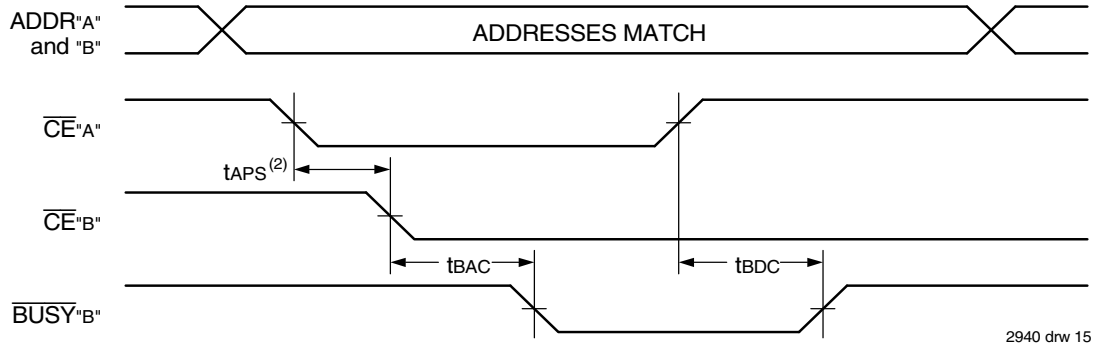 ADDR"A"
and "B"
ADDRESSES MATCH
CE"A"
tAPS(2)
CE"B"
tBAC
tBDC
BUSY"B"
2940 drw 15